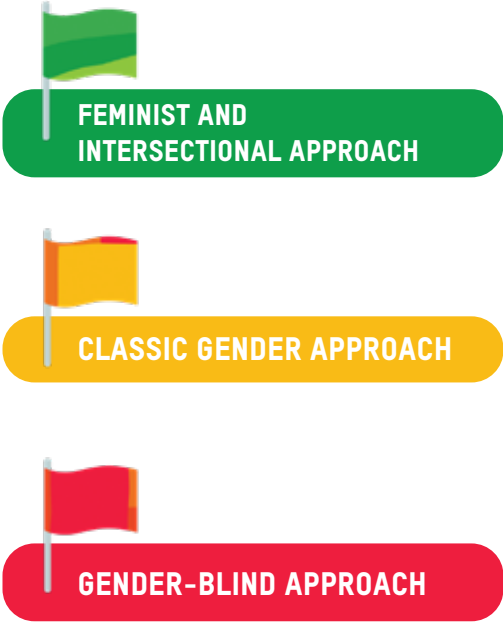 FEMINIST AND
INTERSECTIONAL APPROACH
CLASSIC GENDER APPROACH
GENDER-BLIND APPROACH